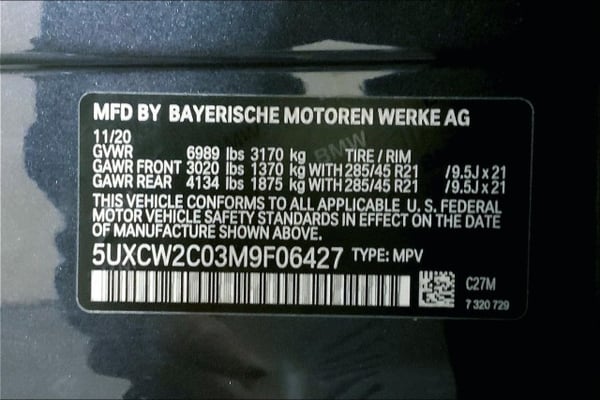 MFD BY BAYERISCHE MOTOREN WERKE AG
11/20
GVWR 6989 lbs 3170 kg TIRE / RIM
GAWR FRONT 3020 lbs 1370 kg WITH 285/45 R21 /9.5J x 21
GAWR REAR 4134 lbs 1875 kg WITH 285/45 R21 /9.5J x 21
THIS VEHICLE CONFORMS TO ALL APPLICABLE U. S. FEDERAL
MOTOR VEHICLE SAFETY STANDARDS IN EFFECT ON THE DATE
OF MANUFACTURE SHOWN ABOVE.
5UXCW2C03M9F06427 TYPE: MPV
C27M
7 320 729
BMW